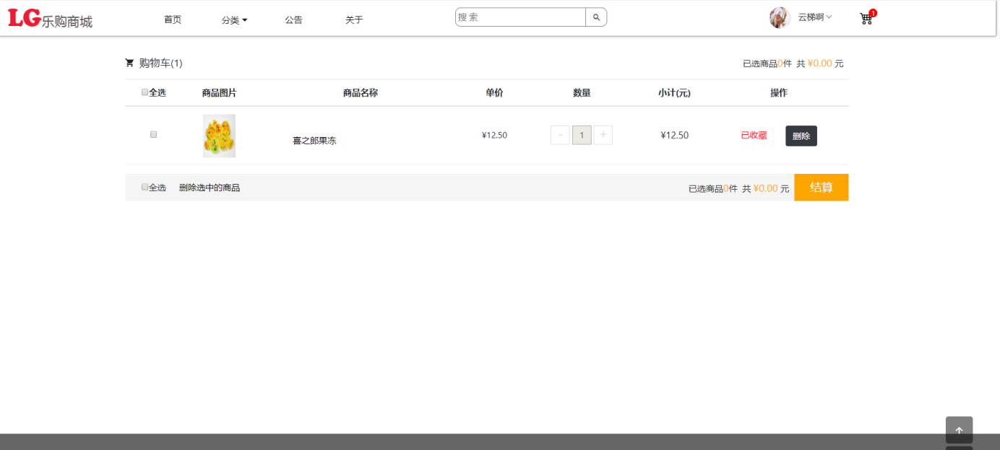 LG乐购商城 首页 分类 公告 关于 搜 索 云梯啊 1
购物车(1) 已选商品0件 共 ¥0.00 元
全选 商品图片 商品名称 单价 数量 小计(元) 操作
喜之郎果冻 ¥12.50 - 1 + ¥12.50 已收藏 删除
全选 删除选中的商品 已选商品0件 共 ¥0.00 元 结算